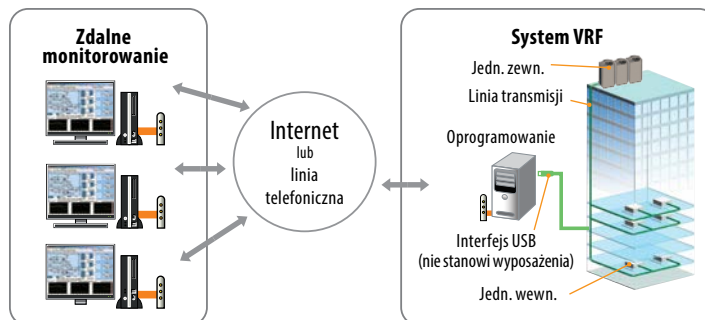 Zdalne
monitorowanie
Internet
lub
linia
telefoniczna
System VRF
Jedn. zewn.
Linia transmisji
Oprogramowanie
Interfejs USB
(nie stanowi wyposażenia)
Jedn. wewn.